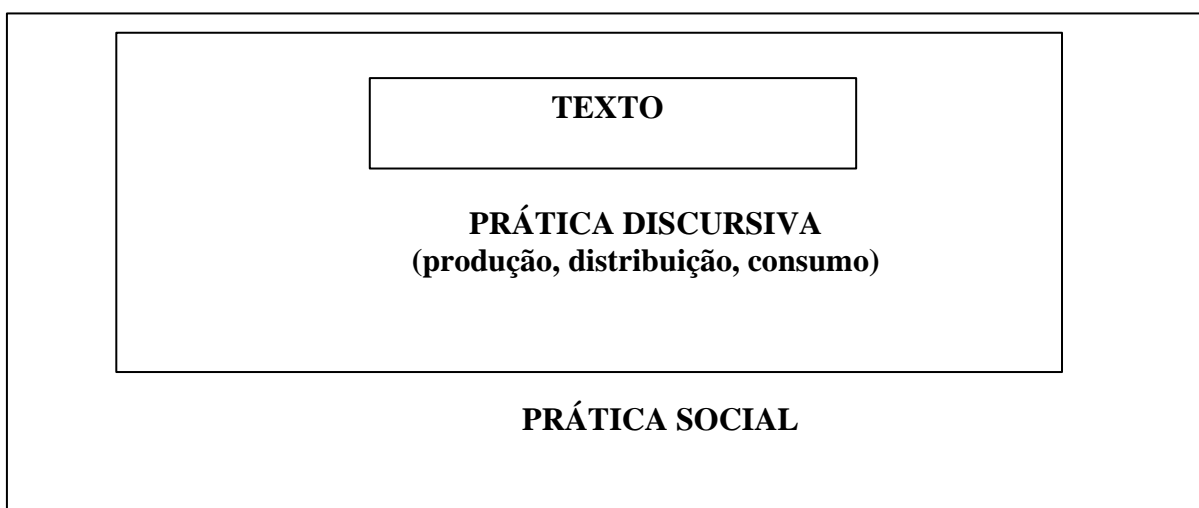 TEXTO
PRÁTICA DISCURSIVA
(produção, distribuição, consumo)
PRÁTICA SOCIAL